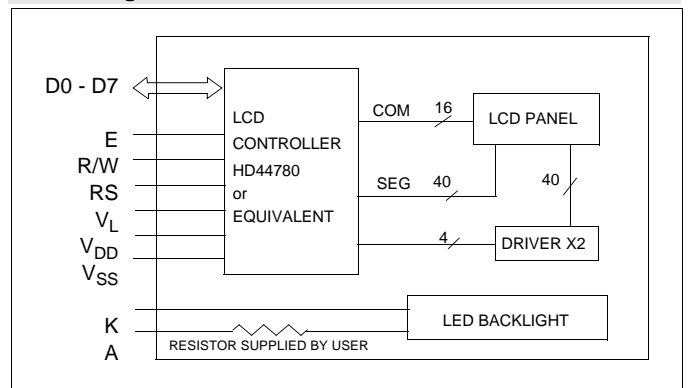 D0 - D7
E
R/W
RS
VL
VDD
VSS
K
A
LCD
CONTROLLER
HD44780
or
EQUIVALENT
COM 16
SEG 40
4
LCD PANEL
40
DRIVER X2
LED BACKLIGHT
RESISTOR SUPPLIED BY USER